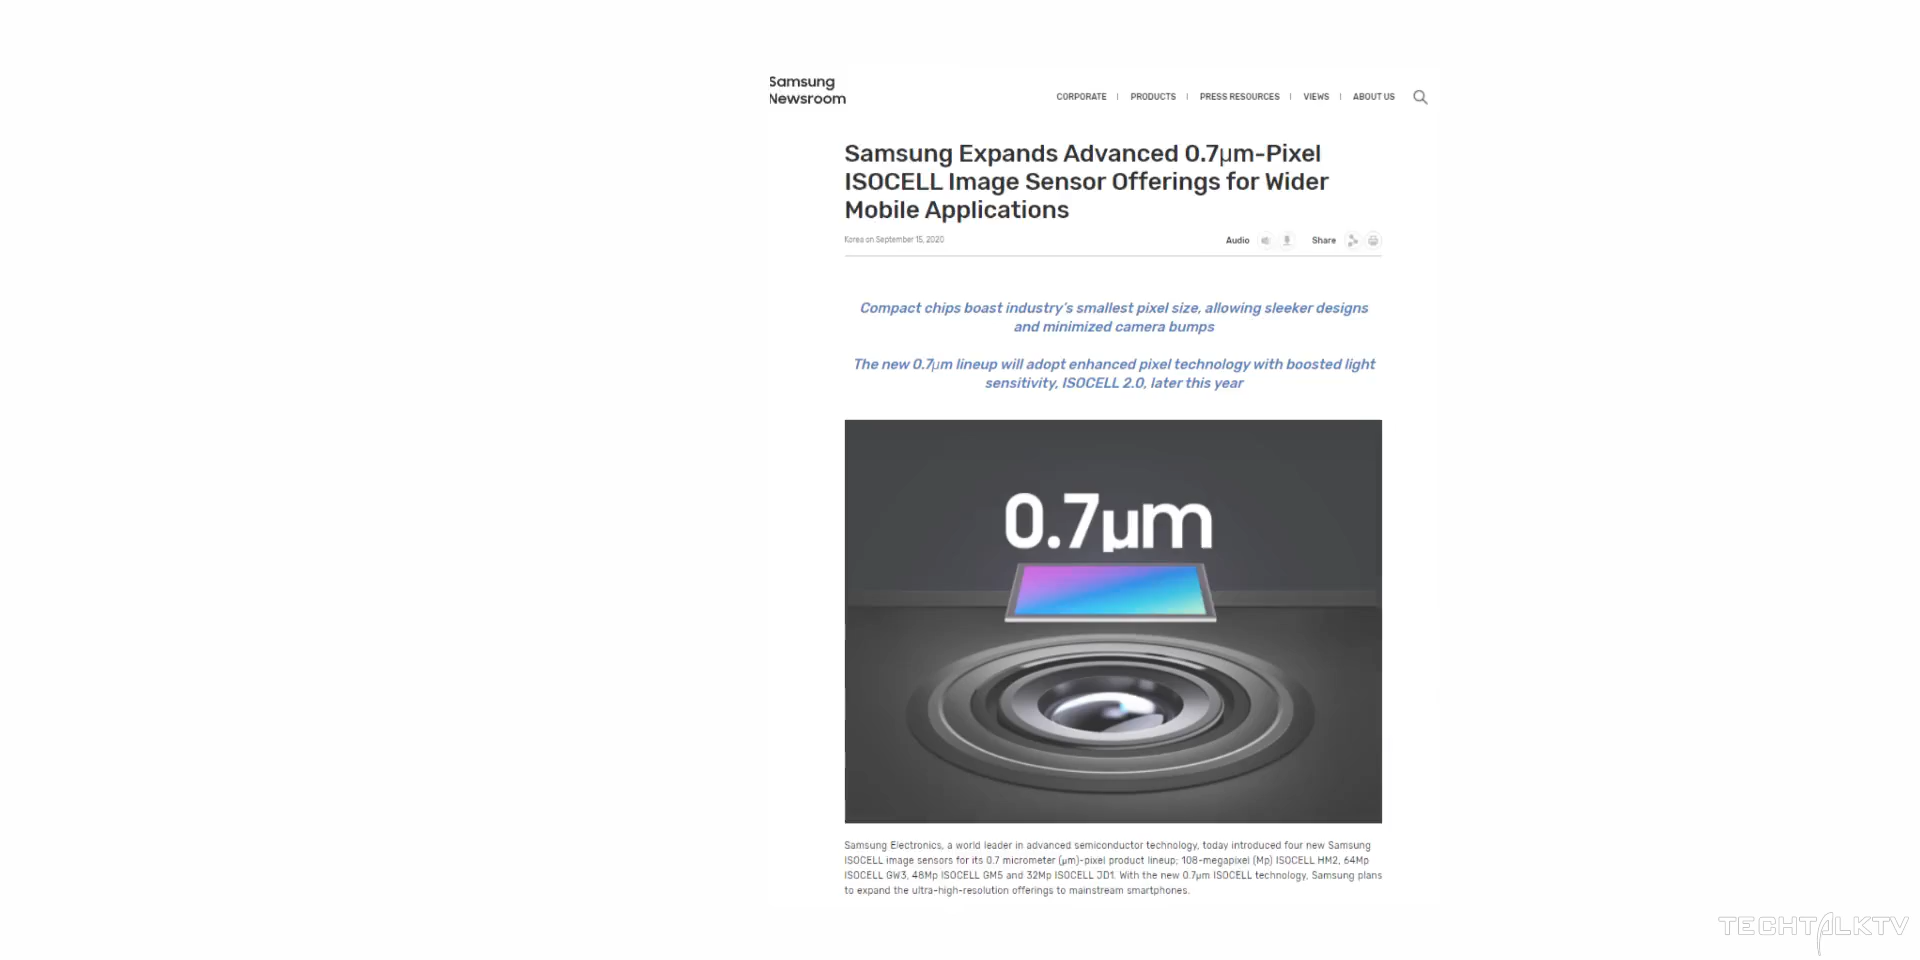 Samsung
Newsroom
CORPORATE | PRODUCTS | PRESS RESOURCES | VIEWS | ABOUT US
Samsung Expands Advanced 0.7μm-Pixel
ISOCELL Image Sensor Offerings for Wider
Mobile Applications
Korea on September 15, 2020
Audio Share
Compact chips boast industry’s smallest pixel size, allowing sleeker designs
and minimized camera bumps
The new 0.7μm lineup will adopt enhanced pixel technology with boosted light
sensitivity, ISOCELL 2.0, later this year
0.7μm
Samsung Electronics, a world leader in advanced semiconductor technology, today introduced four new Samsung
ISOCELL image sensors for its 0.7 micrometer (μm)-pixel product lineup; 108-megapixel (Mp) ISOCELL HM2, 64Mp
ISOCELL GW3, 48Mp ISOCELL GM5 and 32Mp ISOCELL JD1. With the new 0.7μm ISOCELL technology, Samsung plans
to expand the ultra-high-resolution offerings to mainstream smartphones.
TECHTALKTV